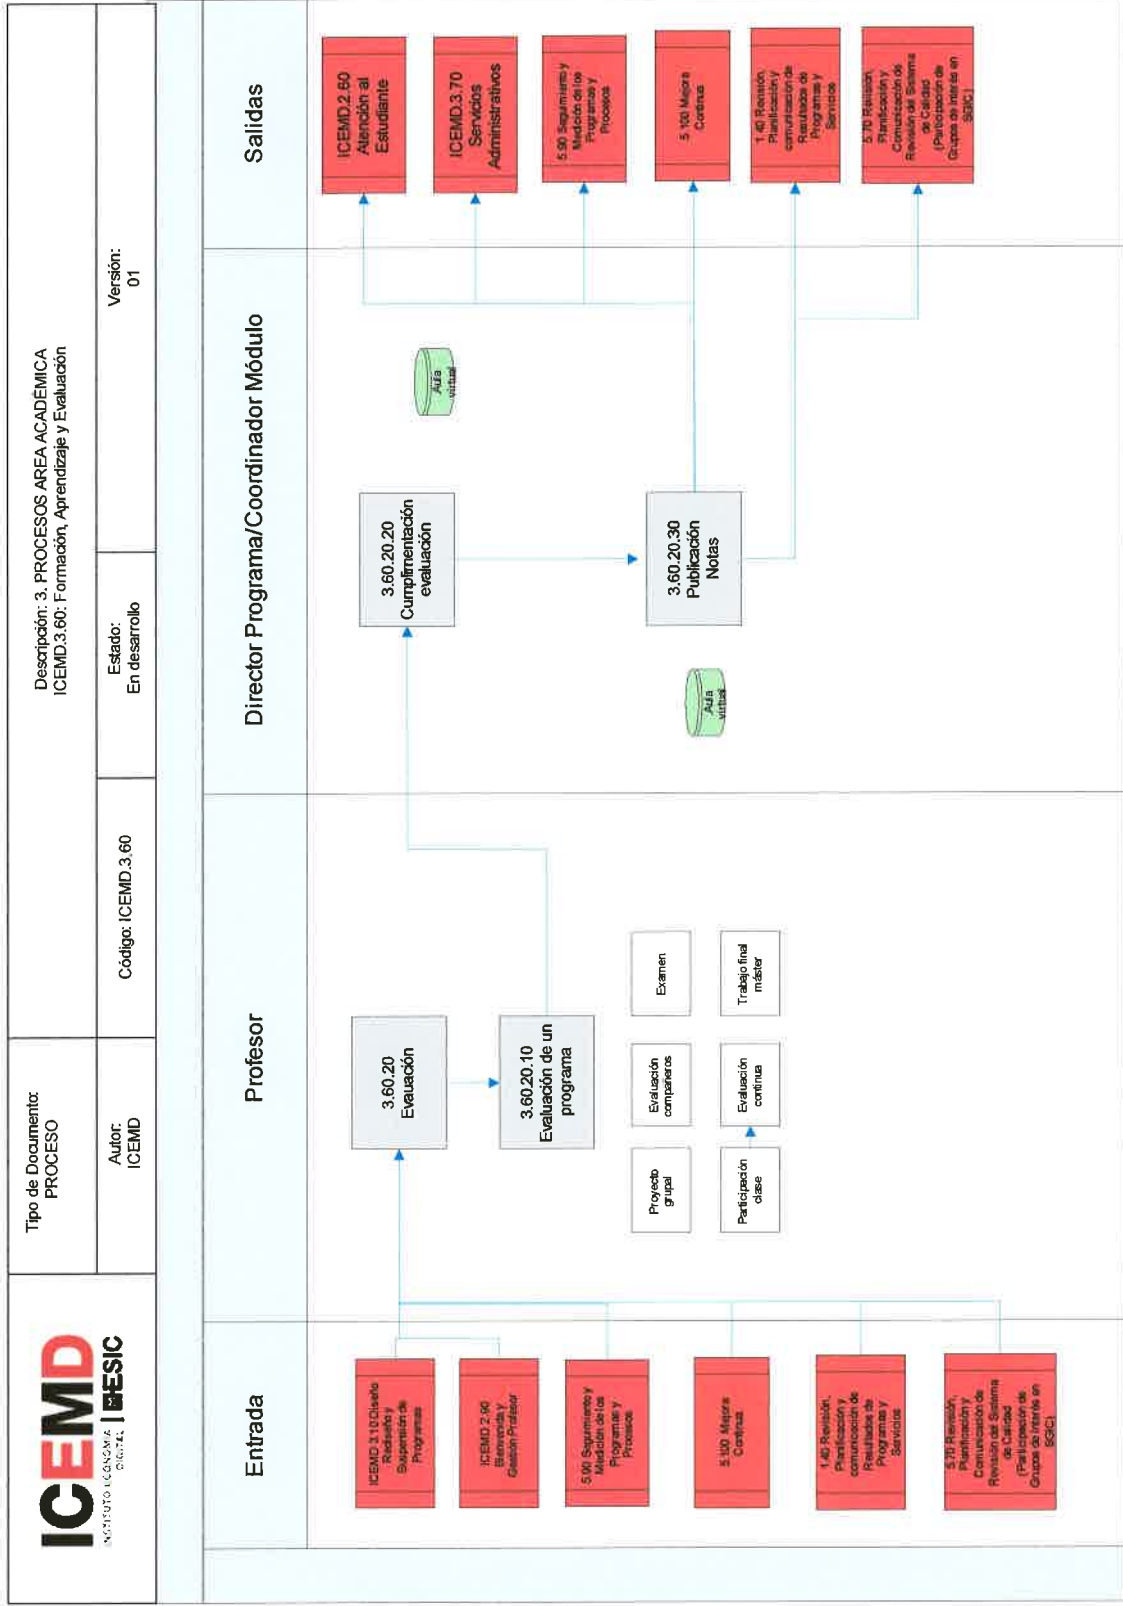 ICEMD
INSTITUTO ECONOMÍA
DIGITAL
ESIC
Tipo de Documento:
PROCESO
Descripción: 3. PROCESOS AREA ACADÉMICA
ICEMD.3.60: Formación, Aprendizaje y Evaluación
Autor:
ICEMD
Código: ICEMD.3.60
Estado:
En desarrollo
Versión:
01
Entrada
Profesor
Director Programa/Coordinador Módulo
Salidas
ICEMD 3.10 Diseño
Rediseño y
Suspensión de
Programas
ICEMD 2.90
Bienvenida y
Gestión Profesor
5.90 Seguimiento y
Medición de los
Programas y
Procesos
5.100 Mejora
Continua
1.40 Revisión,
Planificación y
comunicación de
Resultados de
Programas y
Servicios
5.70 Revisión,
Planificación y
Comunicación de
Revisión del Sistema
de Calidad
(Participación de
Grupos de interés en
SGIC)
3.60.20
Evauación
3.60.20.10
Evaluación de un
programa
Proyecto
grupal
Evaluación
compañeros
Examen
Participación
clase
Evaluación
continua
Trabajo final
máster
3.60.20.20
Cumplimentación
evaluación
Aula
virtual
3.60.20.30
Publicación
Notas
Aula
virtual
ICEMD.2.60
Atención al
Estudiante
ICEMD.3.70
Servicios
Administrativos
5.90 Seguimiento y
Medición de los
Programas y
Procesos
5.100 Mejora
Continua
1.40 Revisión,
Planificación y
comunicación de
Resultados de
Programas y
Servicios
5.70 Revisión,
Planificación y
Comunicación de
Revisión del Sistema
de Calidad
(Participación de
Grupos de interés en
SGIC)